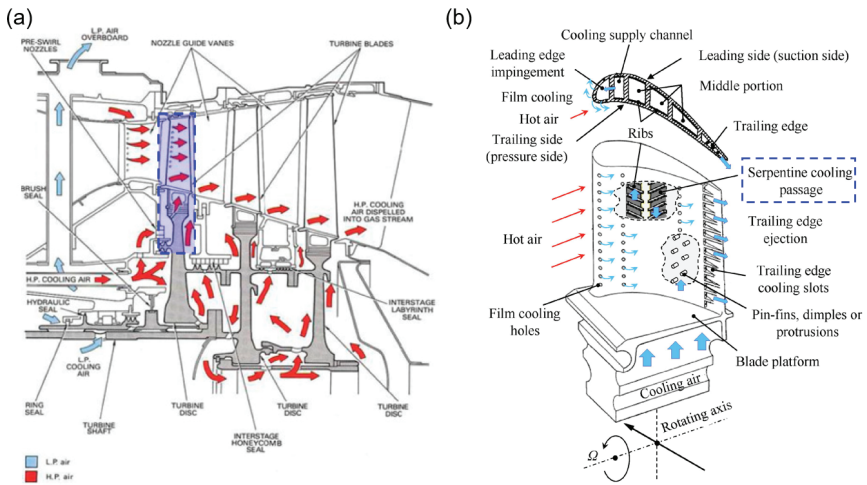 (a)
L.P. AIR
OVERBOARD
PRE-SWIRL
NOZZLES
NOZZLE GUIDE VANES
TURBINE BLADES
BRUSH
SEAL
H.P. COOLING
AIR DISPELLED
INTO GAS STREAM
H.P. COOLING AIR
HYDRAULIC
SEAL
INTERSTAGE
LABYRINTH
SEAL
L.P.
COOLING
AIR
RING
SEAL
TURBINE
SHAFT
TURBINE
DISC
INTERSTAGE
HONEYCOMB
SEAL
TURBINE
DISC
TURBINE
DISC
L.P. air
H.P. air
(b)
Cooling supply channel
Leading edge
impingement
Leading side (suction side)
Film cooling
Middle portion
Hot air
Trailing side
(pressure side)
Ribs
Trailing edge
Serpentine cooling
passage
Hot air
Trailing edge
ejection
Trailing edge
cooling slots
Film cooling
holes
Pin-fins, dimples or
protrusions
Blade platform
Cooling air
Rotating axis
Ω